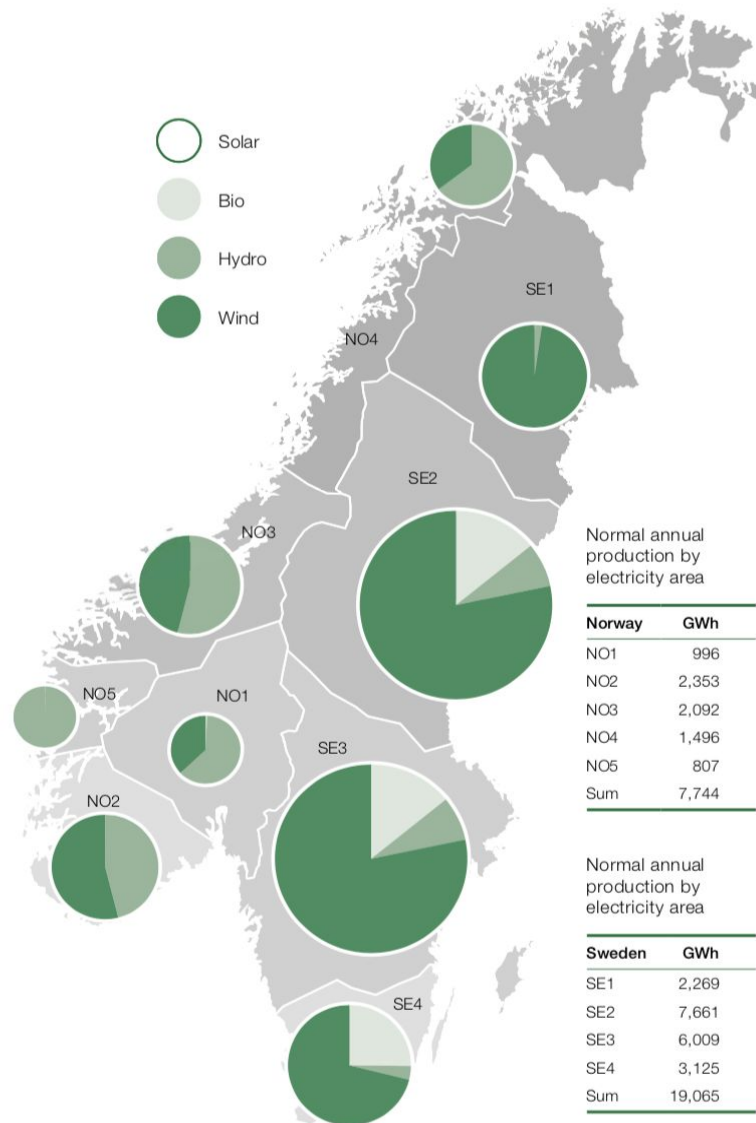 Solar
Bio
Hydro
Wind
SE1
NO4
SE2
NO3
NO5
NO1
SE3
NO2
SE4
Normal annual
production by
electricity area
Norway GWh
NO1 996
NO2 2,353
NO3 2,092
NO4 1,496
NO5 807
Sum 7,744
Normal annual
production by
electricity area
Sweden GWh
SE1 2,269
SE2 7,661
SE3 6,009
SE4 3,125
Sum 19,065